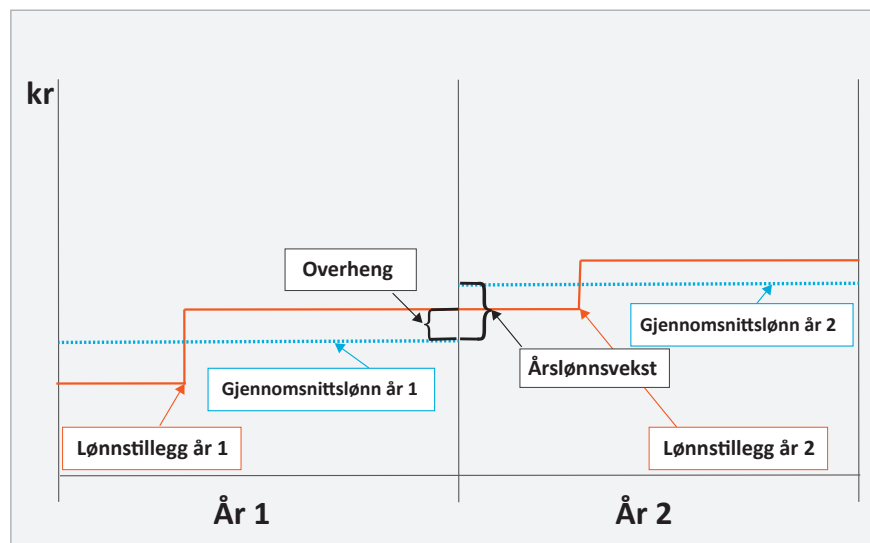 kr
Overheng
Gjennomsnittslønn år 2
Årslønnsvekst
Gjennomsnittslønn år 1
Lønnstillegg år 1
Lønnstillegg år 2
År 1
År 2